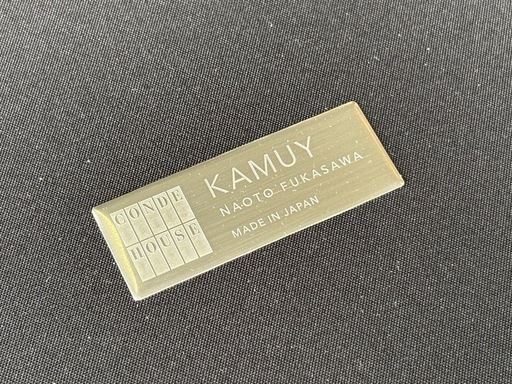 CONDE
HOUSE
KAMUY
NAOTO FUKASAWA
MADE IN JAPAN